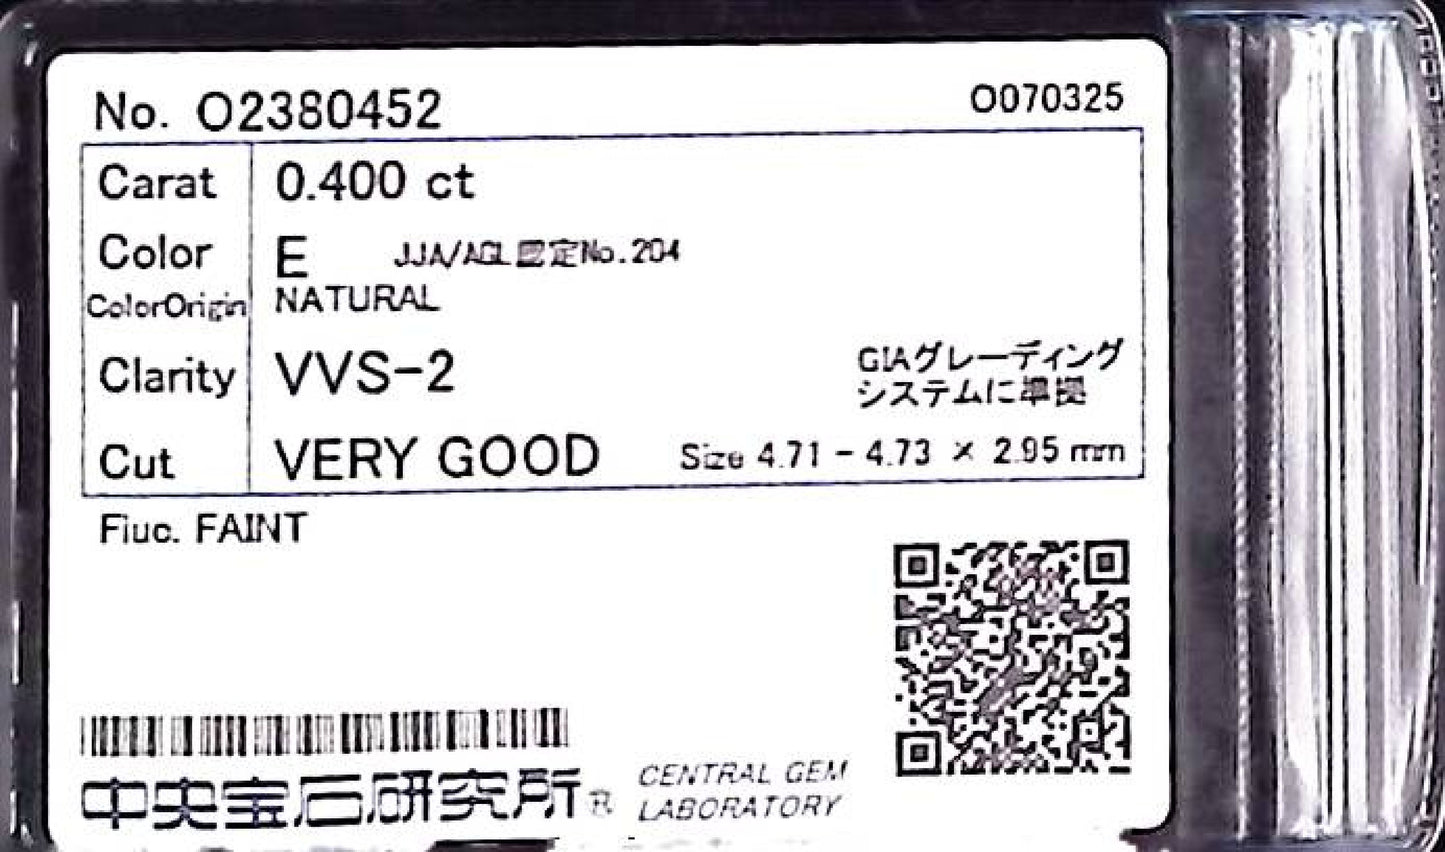 No. O2380452
O070325
Carat 0.400 ct
Color E JJA/AGL認定No.204
ColorOrigin NATURAL
Clarity VVS-2
GIAグレーディング
システムに準拠
Cut VERY GOOD Size 4.71 - 4.73 × 2.95 mm
Fluc. FAINT
中央宝石研究所®
CENTRAL GEM
LABORATORY